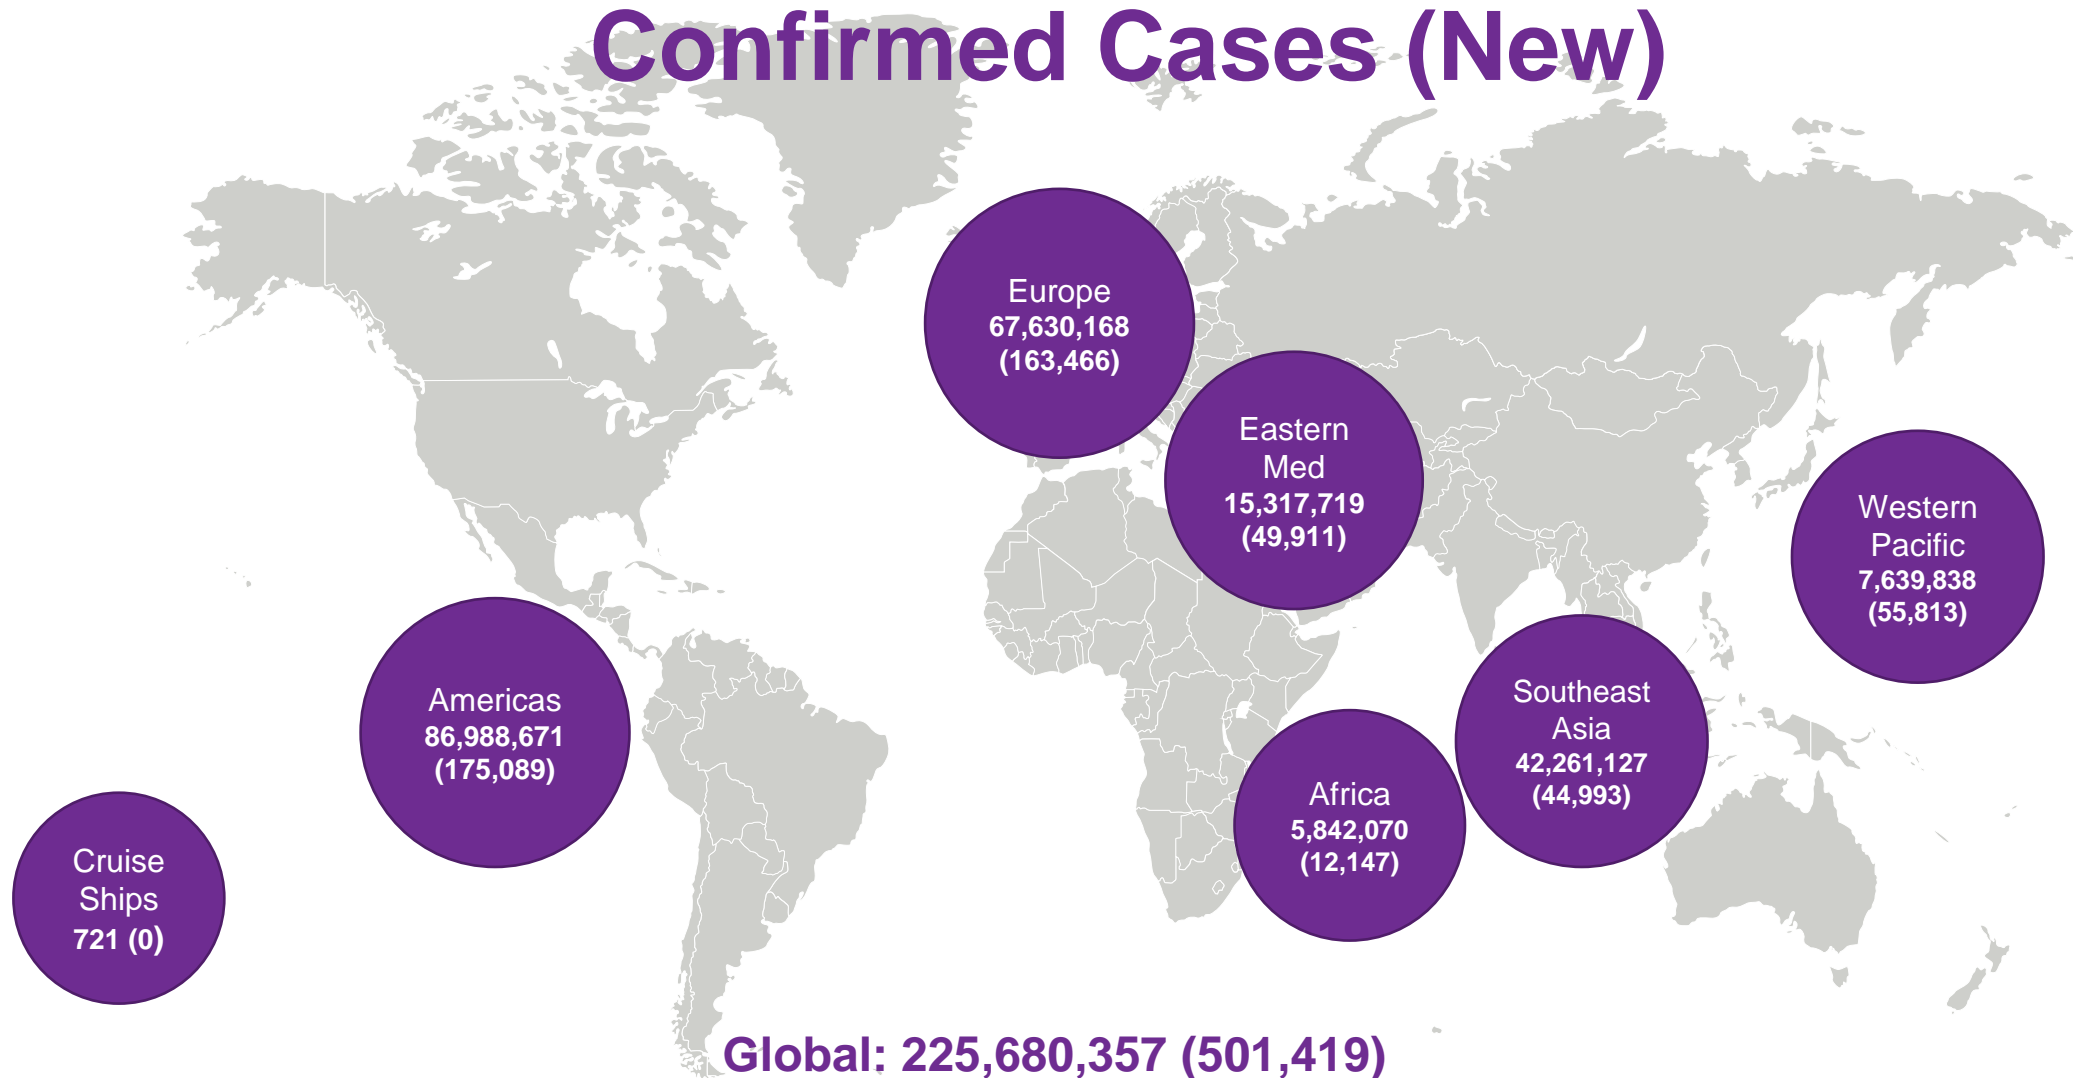 Confirmed Cases (New)
Europe
67,630,168
(163,466)
Eastern
Med
15,317,719
(49,911)
Western
Pacific
7,639,838
(55,813)
Americas
86,988,671
(175,089)
Southeast
Asia
42,261,127
(44,993)
Africa
5,842,070
(12,147)
Cruise
Ships
721 (0)
Global: 225,680,357 (501,419)